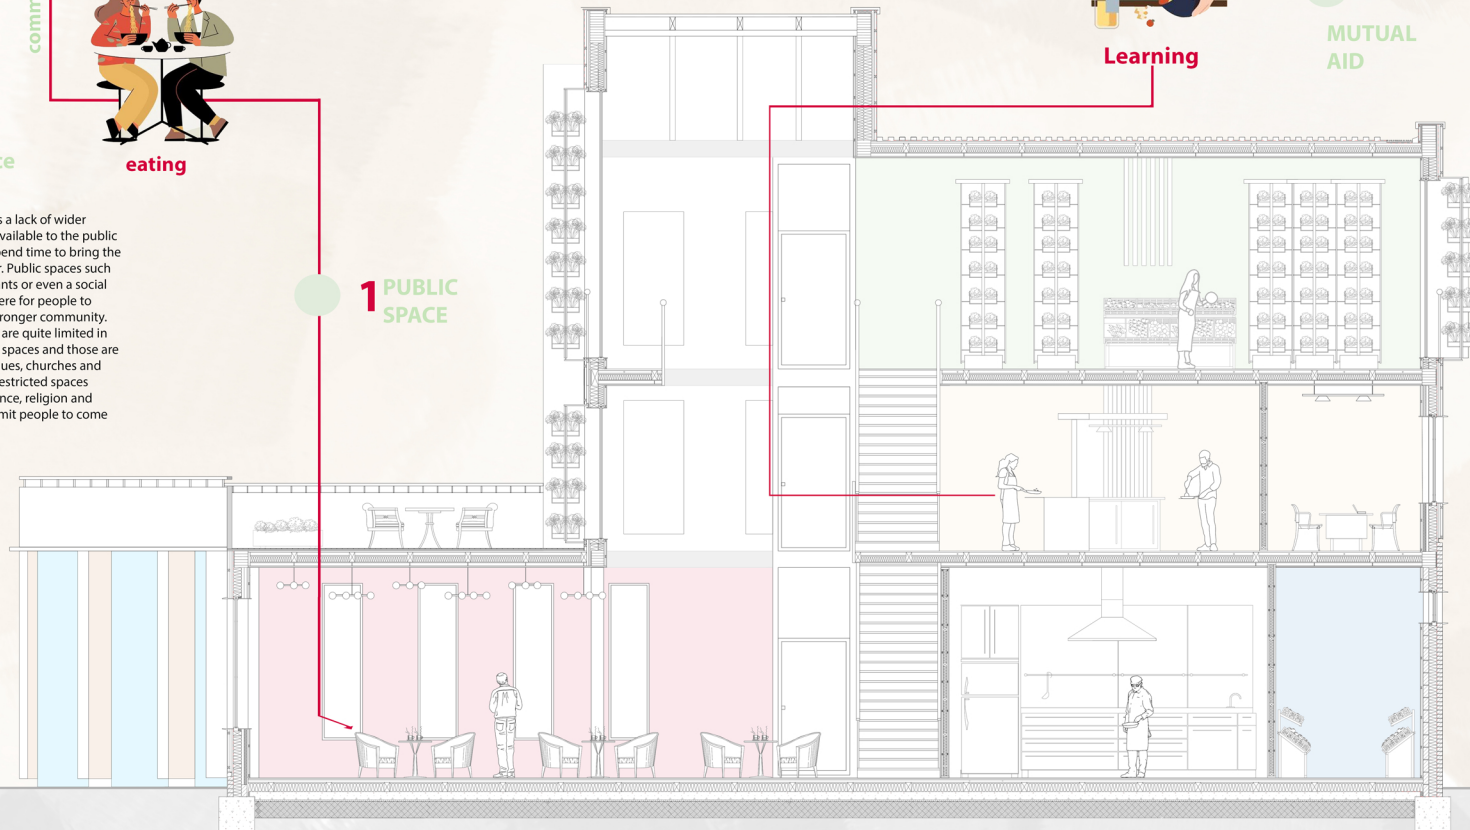 comm
MUTUAL
AID
Learning
eating
s a lack of wider
vailable to the public
pend time to bring the
r. Public spaces such
nts or even a social
ere for people to
ronger community.
are quite limited in
spaces and those are
ues, churches and
estricted spaces
nce, religion and
mit people to come
1 PUBLIC
SPACE